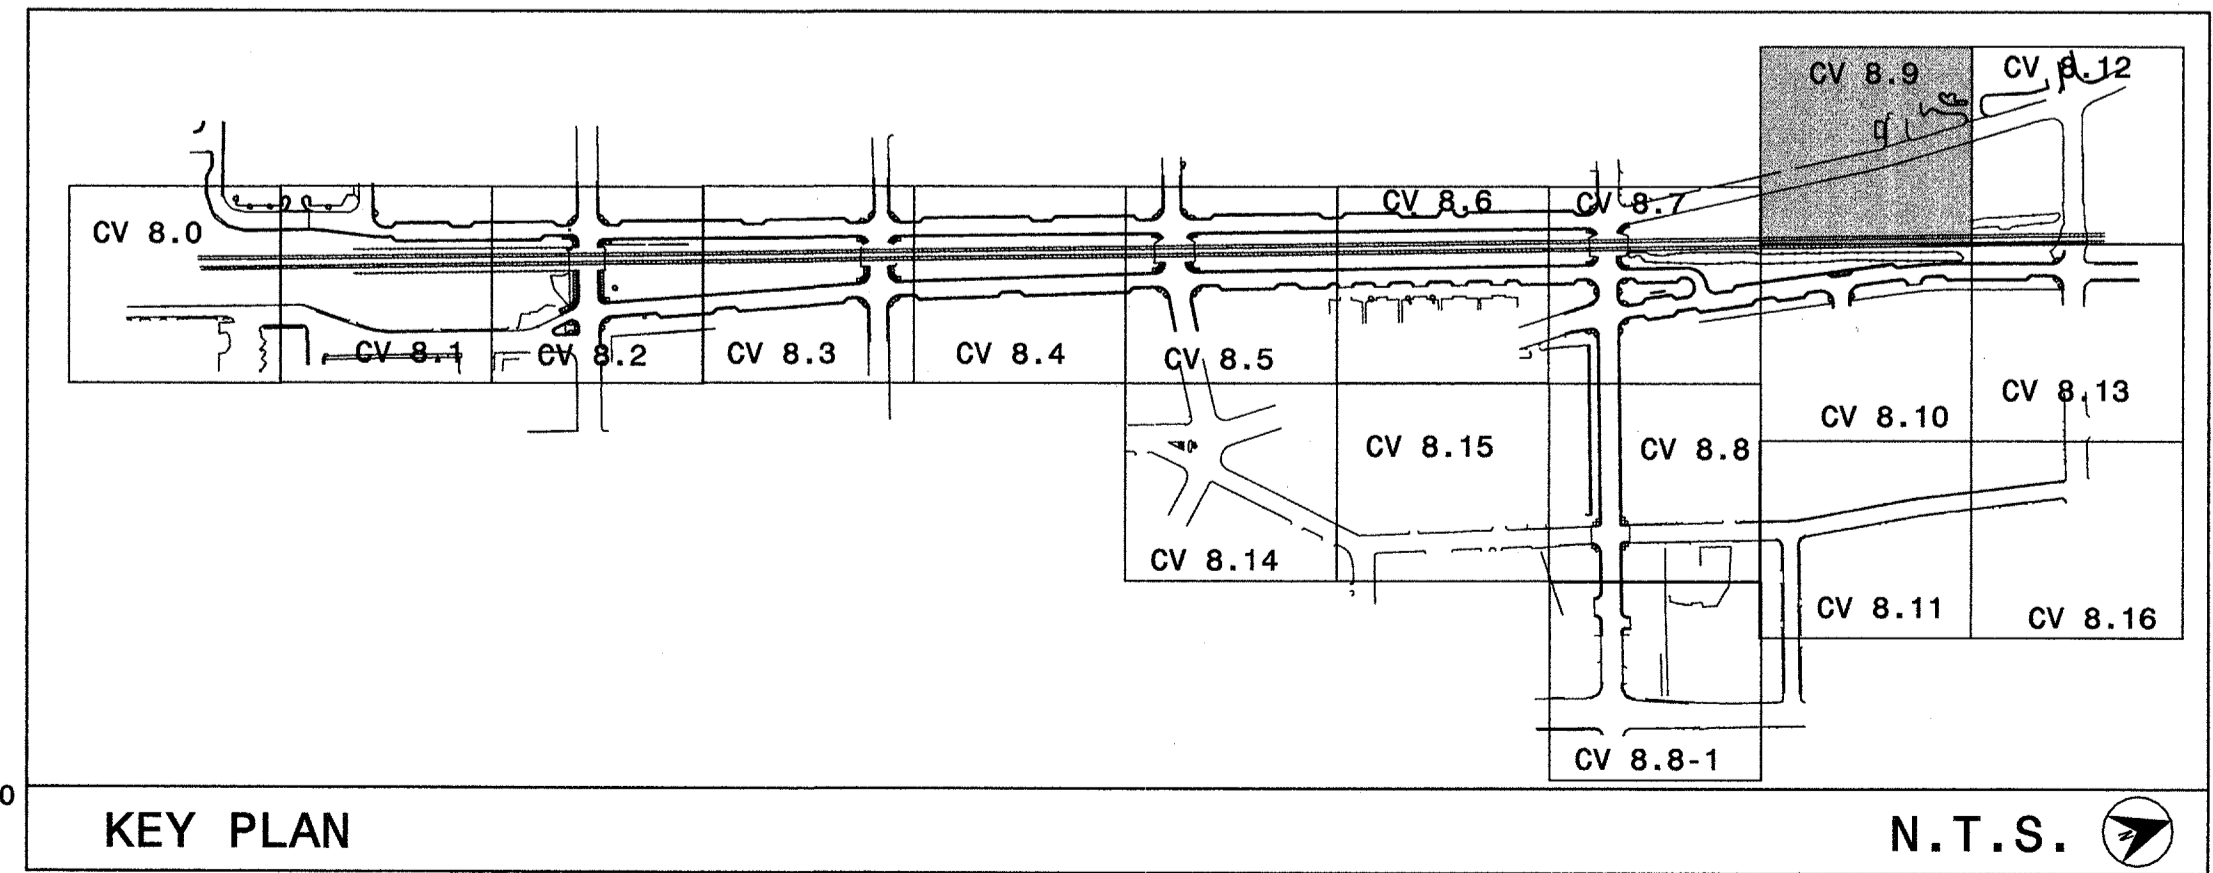 CV 8.9
CV 8.12
CV 8.0
CV 8.6
CV 8.7
CV 8.1
CV 8.2
CV 8.3
CV 8.4
CV 8.5
CV 8.13
CV 8.10
CV 8.15
CV 8.8
CV 8.14
CV 8.11
CV 8.16
CV 8.8-1
0
KEY PLAN
N.T.S.
N